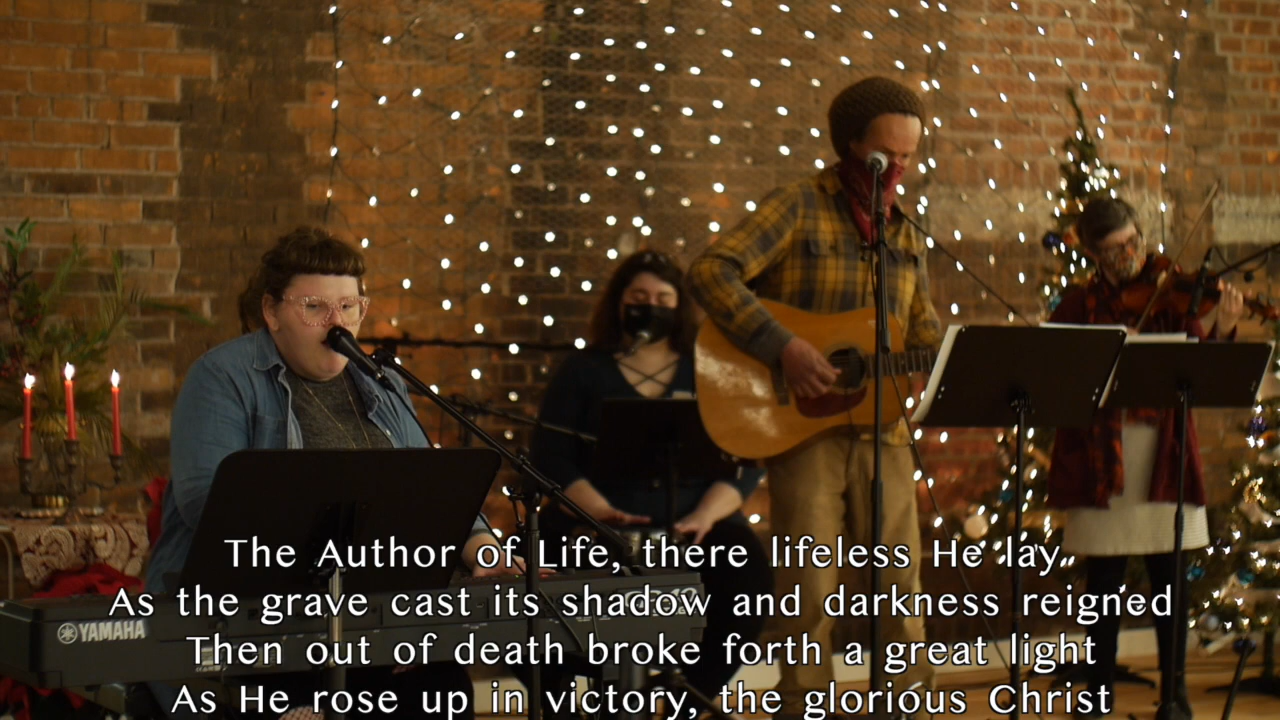 YAMAHA
The Author of Life, there lifeless He lay
As the grave cast its shadow and darkness reigned
Then out of death broke forth a great light
As He rose up in victory, the glorious Christ